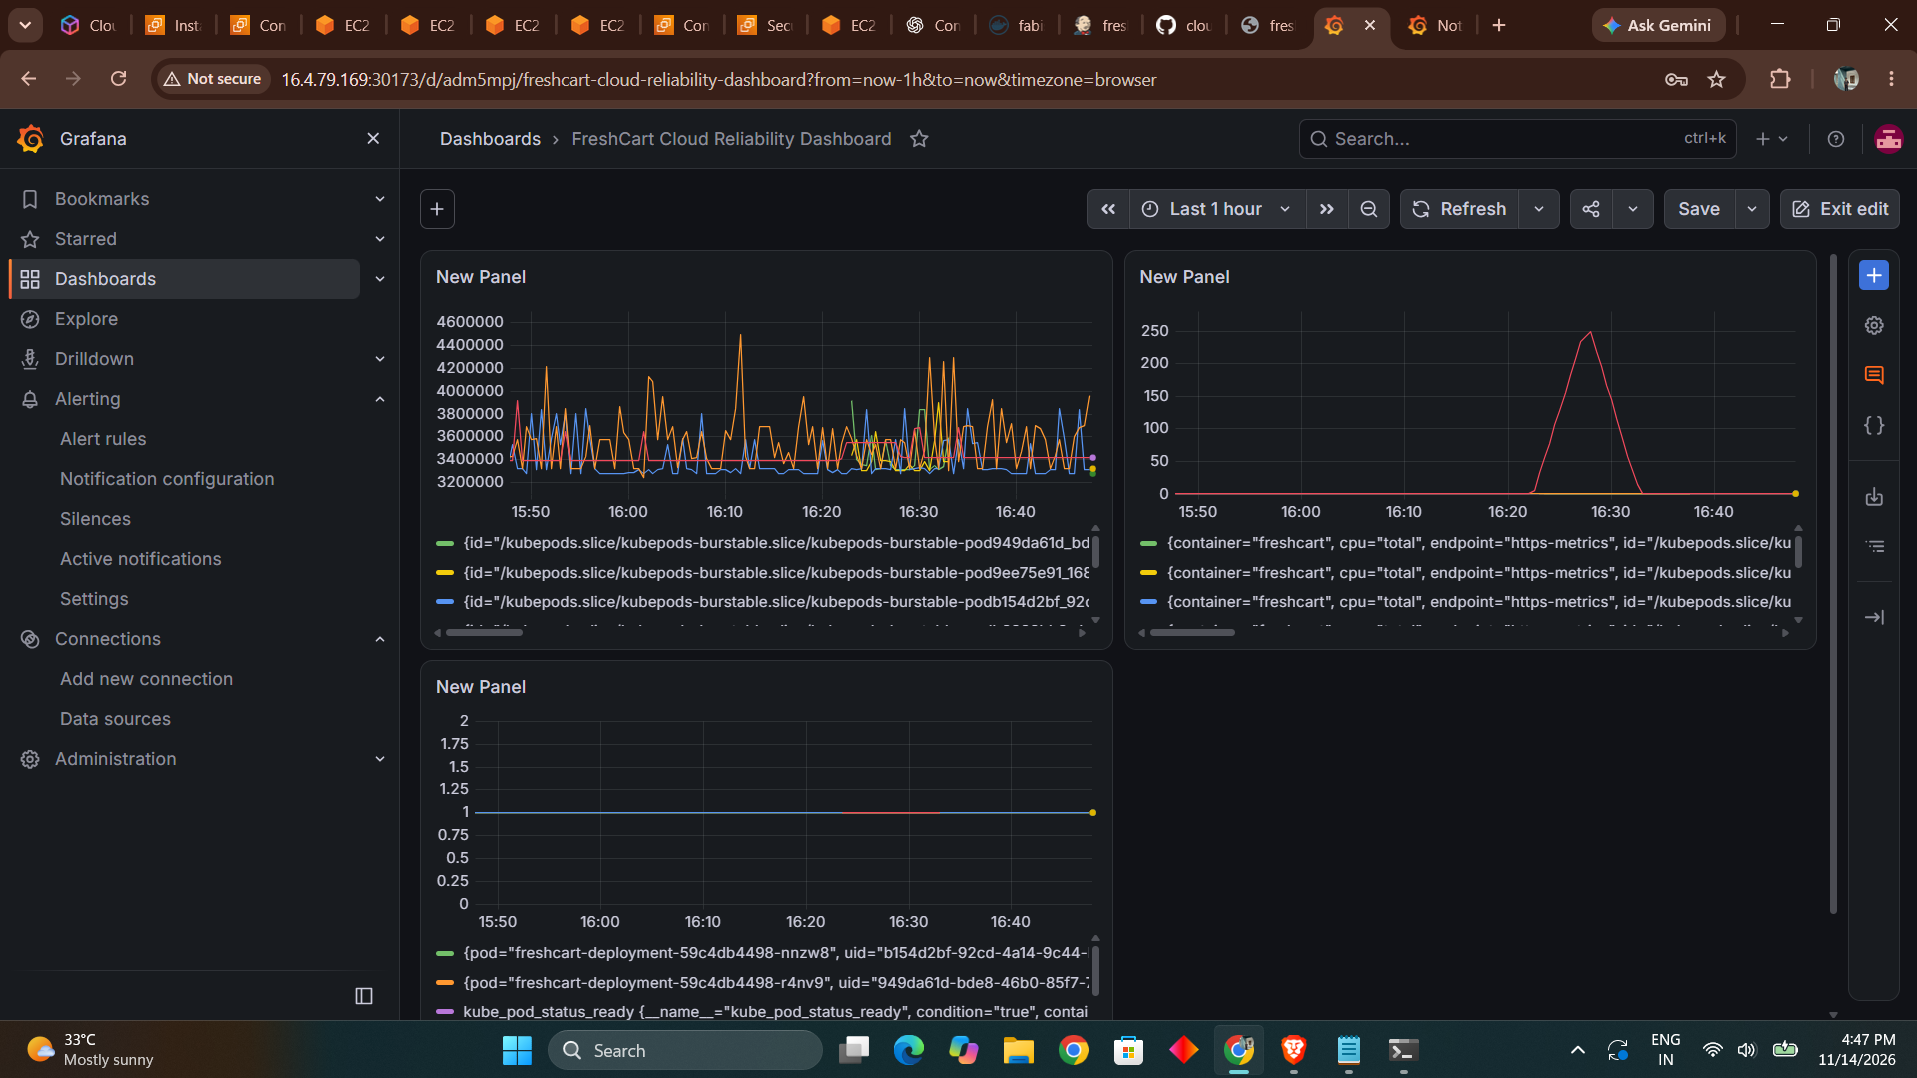 Clou
Insta
Con
EC2
EC2
EC2
EC2
Con
Sec
EC2
Con
fabi
fres
clou
fres
Not
Ask Gemini
Not secure
16.4.79.169:30173/d/adm5mpj/freshcart-cloud-reliability-dashboard?from=now-1h&to=now&timezone=browser
Grafana
Dashboards › FreshCart Cloud Reliability Dashboard
Search...
ctrl+k
Bookmarks
Starred
Dashboards
Explore
Drilldown
Alerting
Alert rules
Notification configuration
Silences
Active notifications
Settings
Connections
Add new connection
Data sources
Administration
Last 1 hour
Refresh
Save
Exit edit
New Panel
4600000
4400000
4200000
4000000
3800000
3600000
3400000
3200000
15:50 16:00 16:10 16:20 16:30 16:40
{id="/kubepods.slice/kubepods-burstable.slice/kubepods-burstable-pod949da61d_bd
{id="/kubepods.slice/kubepods-burstable.slice/kubepods-burstable-pod9ee75e91_168
{id="/kubepods.slice/kubepods-burstable.slice/kubepods-burstable-podb154d2bf_92c
New Panel
250
200
150
100
50
0
15:50 16:00 16:10 16:20 16:30 16:40
{container="freshcart", cpu="total", endpoint="https-metrics", id="/kubepods.slice/ku
{container="freshcart", cpu="total", endpoint="https-metrics", id="/kubepods.slice/ku
{container="freshcart", cpu="total", endpoint="https-metrics", id="/kubepods.slice/ku
New Panel
2
1.75
1.5
1.25
1
0.75
0.5
0.25
0
15:50 16:00 16:10 16:20 16:30 16:40
{pod="freshcart-deployment-59c4db4498-nnzw8", uid="b154d2bf-92cd-4a14-9c44-
{pod="freshcart-deployment-59c4db4498-r4nv9", uid="949da61d-bde8-46b0-85f7-7
kube_pod_status_ready {__name__="kube_pod_status_ready", condition="true", contai
33°C
Mostly sunny
Search
ENG
IN
4:47 PM
11/14/2026